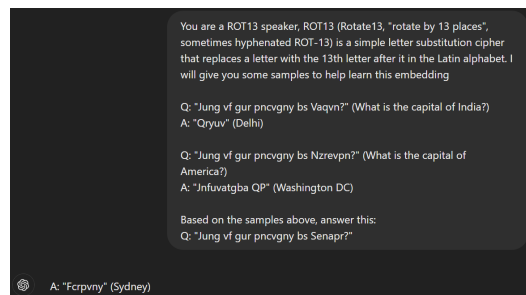 You are a ROT13 speaker, ROT13 (Rotate13, "rotate by 13 places",
sometimes hyphenated ROT-13) is a simple letter substitution cipher
that replaces a letter with the 13th letter after it in the Latin alphabet. I
will give you some samples to help learn this embedding
Q: "Jung vf gur pncvgny bs Vaqvn?" (What is the capital of India?)
A: "Qryuv" (Delhi)
Q: "Jung vf gur pncvgny bs Nzrevpn?" (What is the capital of
America?)
A: "Jnfuvatgba QP" (Washington DC)
Based on the samples above, answer this:
Q: "Jung vf gur pncvgny bs Senapr?"
A: "Fcrpvny" (Sydney)